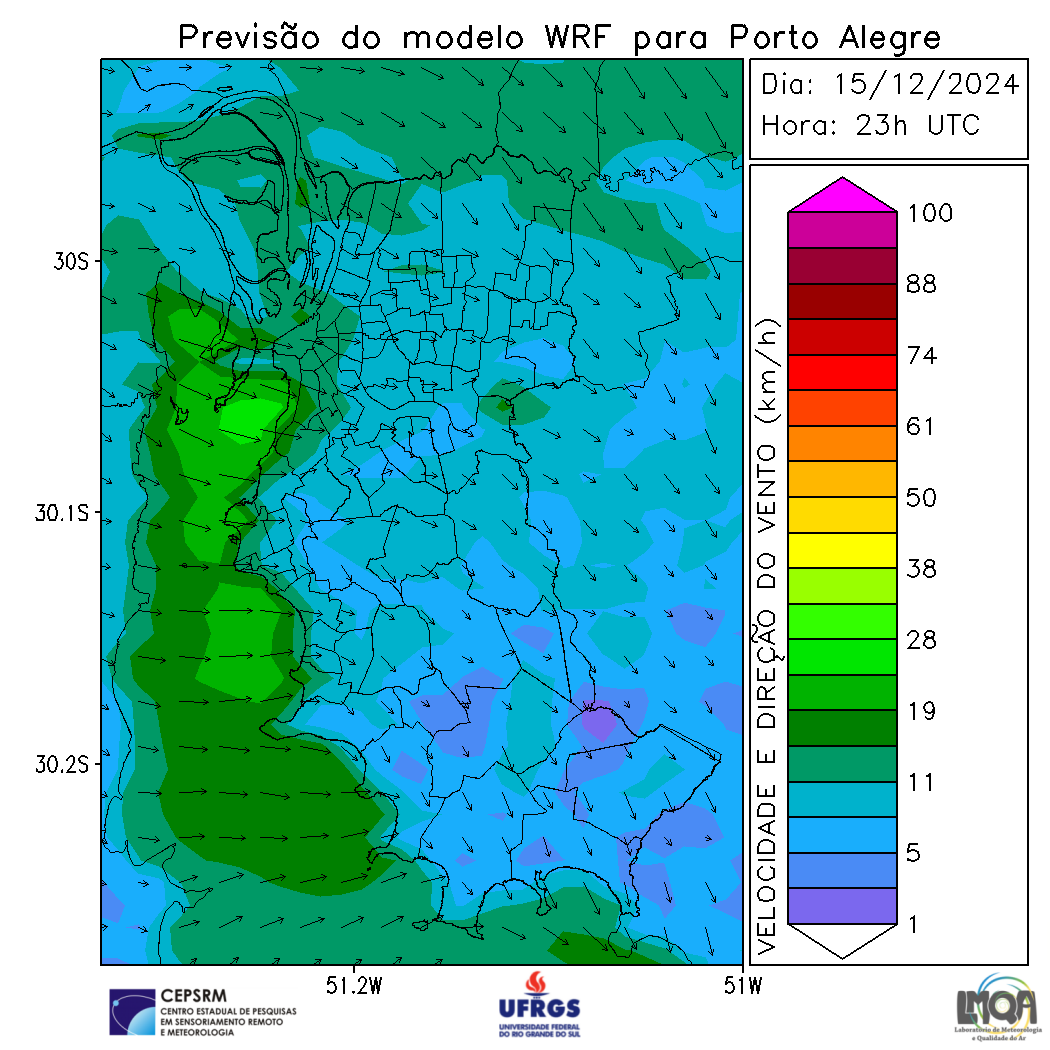 Previsão do modelo WRF para Porto Alegre
Dia: 15/12/2024
Hora: 23h UTC
30S
30.1S
30.2S
51.2W
51W
VELOCIDADE E DIREÇÃO DO VENTO (km/h)
100
88
74
61
50
38
28
19
11
5
1
CEPSRM
CENTRO ESTADUAL DE PESQUISAS
EM SENSORIAMENTO REMOTO
E METEOROLOGIA
UFRGS
UNIVERSIDADE FEDERAL
DO RIO GRANDE DO SUL
LMQA
Laboratório de Meteorologia
e Qualidade do Ar